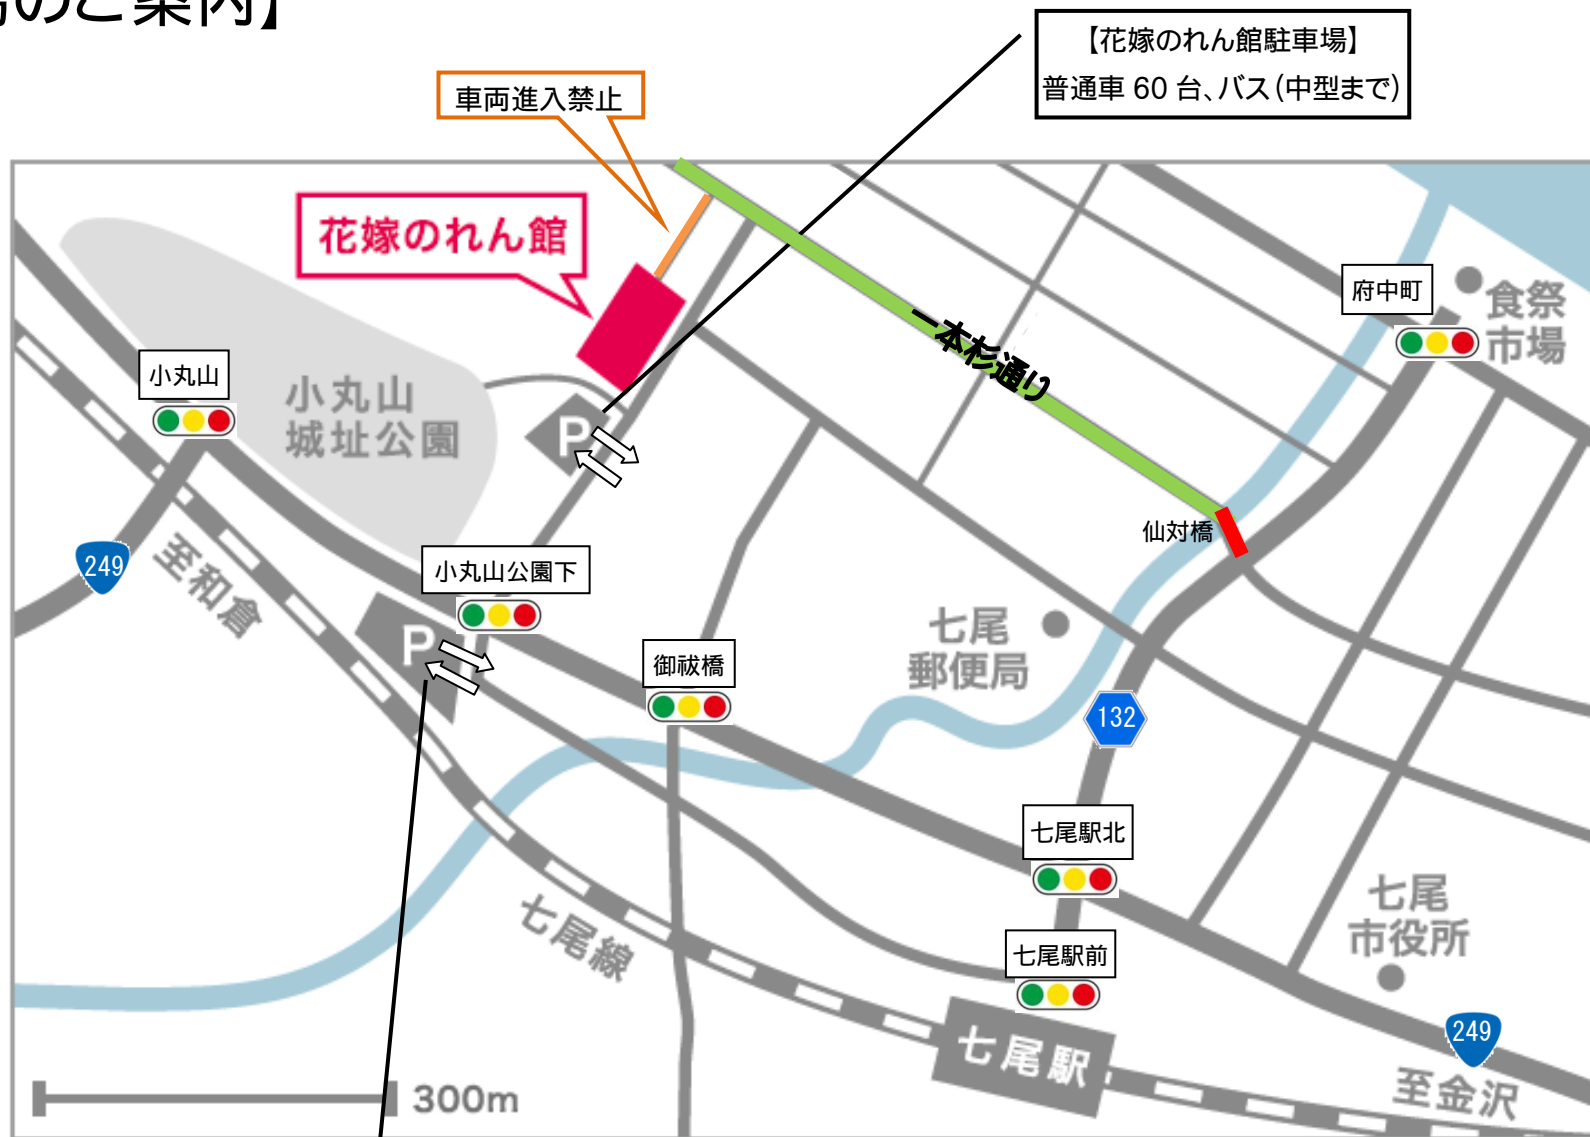 場のご案内】
【花嫁のれん館駐車場】
普通車 60 台、バス(中型まで)
車両進入禁止
花嫁のれん館
府中町
食祭
市場
一本杉通り
小丸山
小丸山
城址公園
P
仙対橋
249
至和倉
小丸山公園下
P
七尾
郵便局
御祓橋
132
七尾駅北
七尾
市役所
七尾線
七尾駅前
249
七尾駅
至金沢
300m